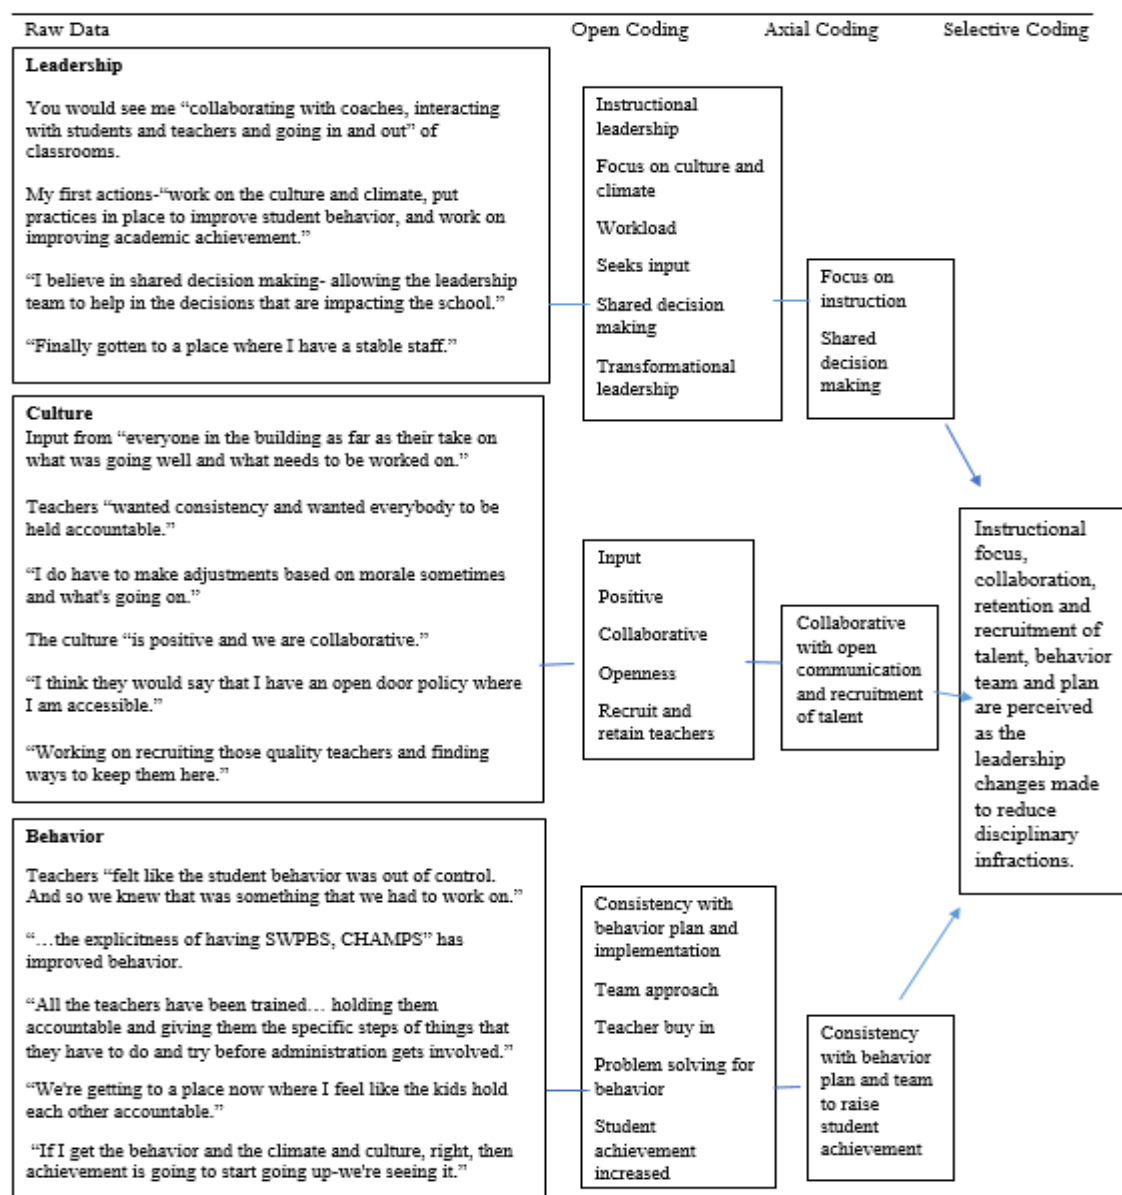 Raw Data
Open Coding
Axial Coding
Selective Coding
Leadership
You would see me “collaborating with coaches, interacting
with students and teachers and going in and out” of
classrooms.
My first actions-“work on the culture and climate, put
practices in place to improve student behavior, and work on
improving academic achievement.”
“I believe in shared decision making- allowing the leadership
team to help in the decisions that are impacting the school.”
“Finally gotten to a place where I have a stable staff.”
Instructional
leadership
Focus on culture and
climate
Workload
Seeks input
Shared decision
making
Transformational
leadership
Focus on
instruction
Shared
decision
making
Culture
Input from “everyone in the building as far as their take on
what was going well and what needs to be worked on.”
Teachers “wanted consistency and wanted everybody to be
held accountable.”
“I do have to make adjustments based on morale sometimes
and what's going on.”
The culture “is positive and we are collaborative.”
“I think they would say that I have an open door policy where
I am accessible.”
“Working on recruiting those quality teachers and finding
ways to keep them here.”
Input
Positive
Collaborative
Openness
Recruit and
retain teachers
Collaborative
with open
communication
and recruitment
of talent
Instructional
focus,
collaboration,
retention and
recruitment of
talent, behavior
team and plan
are perceived
as the
leadership
changes made
to reduce
disciplinary
infractions.
Behavior
Teachers “felt like the student behavior was out of control.
And so we knew that was something that we had to work on.”
“…the explicitness of having SWPBS, CHAMPS” has
improved behavior.
“All the teachers have been trained… holding them
accountable and giving them the specific steps of things that
they have to do and try before administration gets involved.”
“We're getting to a place now where I feel like the kids hold
each other accountable.”
“If I get the behavior and the climate and culture, right, then
achievement is going to start going up-we're seeing it.”
Consistency with
behavior plan and
implementation
Team approach
Teacher buy in
Problem solving for
behavior
Student
achievement
increased
Consistency
with behavior
plan and team
to raise
student
achievement